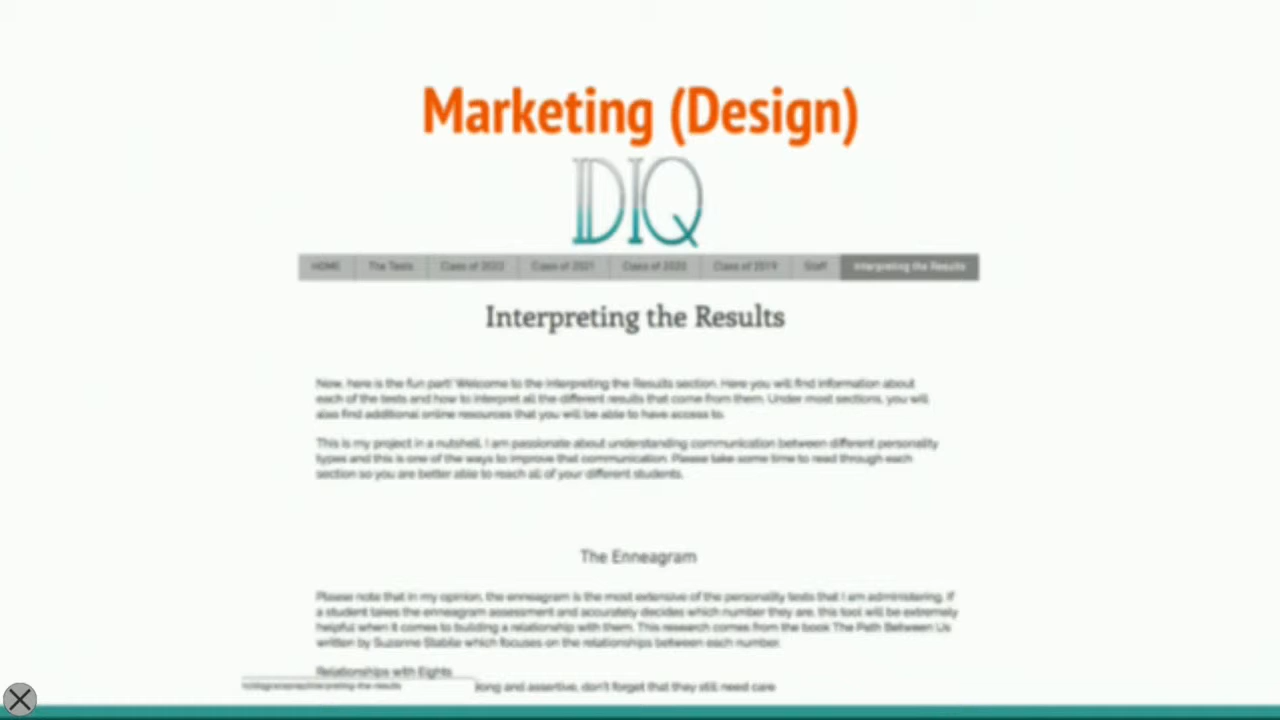 Marketing (Design)
IDIQ
HOME The Tests Class of 2022 Class of 2021 Class of 2020 Class of 2019 Staff Interpreting the Results
Interpreting the Results
Now, here is the fun part! Welcome to the Interpreting the Results section. Here you will find information about
each of the tests and how to interpret all the different results that come from them. Under most sections, you will
also find additional online resources that you will be able to have access to.
This is my project in a nutshell. I am passionate about understanding communication between different personality
types and this is one of the ways to improve that communication. Please take some time to read through each
section so you are better able to reach all of your different students.
The Enneagram
Please note that in my opinion, the enneagram is the most extensive of the personality tests that I am administering. If
a student takes the enneagram assessment and accurately decides which number they are, this tool will be extremely
helpful when it comes to building a relationship with them. This research comes from the book The Path Between Us
written by Suzanne Stabile which focuses on the relationships between each number.
Relationships with Eights
strong and assertive, don't forget that they still need care